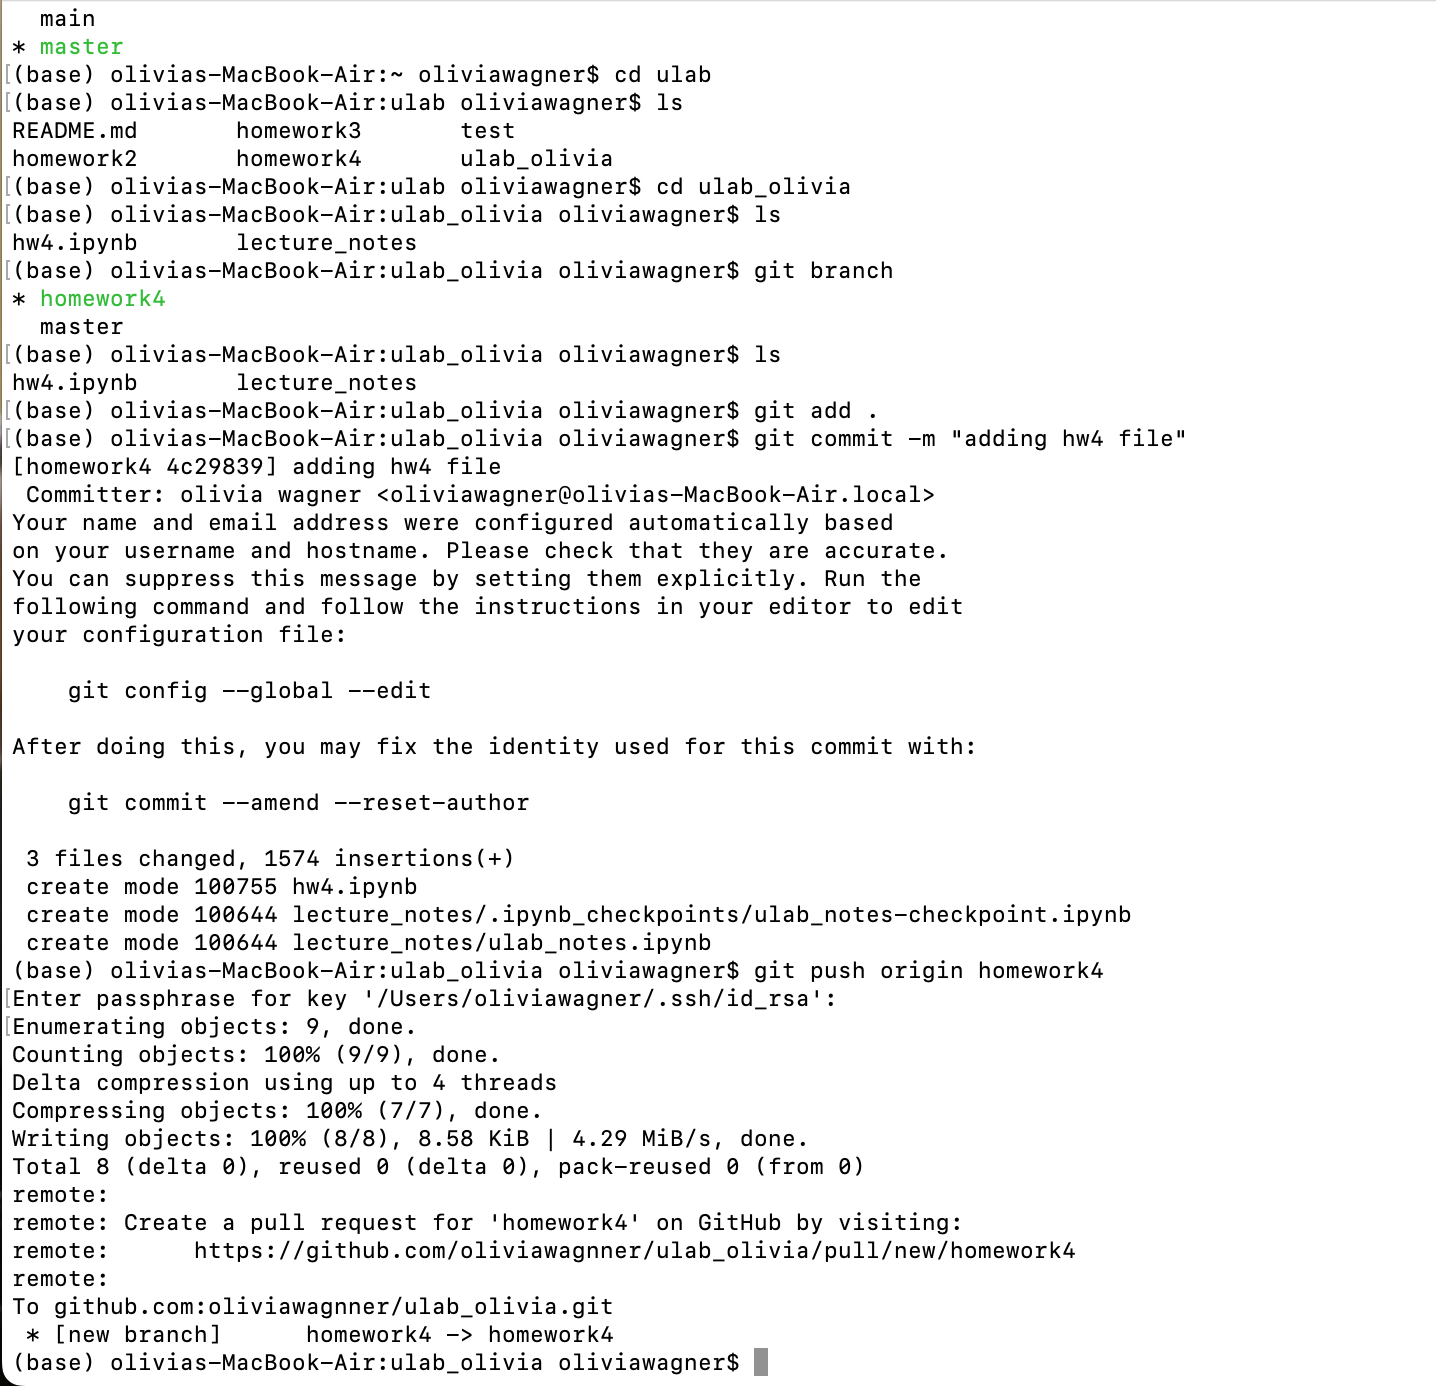 main
* master
[(base) olivias-MacBook-Air:~ oliviawagner$ cd ulab
[(base) olivias-MacBook-Air:ulab oliviawagner$ ls
README.md       homework3       test
homework2       homework4       ulab_olivia
[(base) olivias-MacBook-Air:ulab oliviawagner$ cd ulab_olivia
[(base) olivias-MacBook-Air:ulab_olivia oliviawagner$ ls
hw4.ipynb       lecture_notes
[(base) olivias-MacBook-Air:ulab_olivia oliviawagner$ git branch
* homework4
  master
[(base) olivias-MacBook-Air:ulab_olivia oliviawagner$ ls
hw4.ipynb       lecture_notes
[(base) olivias-MacBook-Air:ulab_olivia oliviawagner$ git add .
[(base) olivias-MacBook-Air:ulab_olivia oliviawagner$ git commit -m "adding hw4 file"
[homework4 4c29839] adding hw4 file
 Committer: olivia wagner <oliviawagner@olivias-MacBook-Air.local>
Your name and email address were configured automatically based
on your username and hostname. Please check that they are accurate.
You can suppress this message by setting them explicitly. Run the
following command and follow the instructions in your editor to edit
your configuration file:

    git config --global --edit

After doing this, you may fix the identity used for this commit with:

    git commit --amend --reset-author

 3 files changed, 1574 insertions(+)
 create mode 100755 hw4.ipynb
 create mode 100644 lecture_notes/.ipynb_checkpoints/ulab_notes-checkpoint.ipynb
 create mode 100644 lecture_notes/ulab_notes.ipynb
(base) olivias-MacBook-Air:ulab_olivia oliviawagner$ git push origin homework4
[Enter passphrase for key '/Users/oliviawagner/.ssh/id_rsa':
[Enumerating objects: 9, done.
Counting objects: 100% (9/9), done.
Delta compression using up to 4 threads
Compressing objects: 100% (7/7), done.
Writing objects: 100% (8/8), 8.58 KiB | 4.29 MiB/s, done.
Total 8 (delta 0), reused 0 (delta 0), pack-reused 0 (from 0)
remote:
remote: Create a pull request for 'homework4' on GitHub by visiting:
remote:      https://github.com/oliviawagnner/ulab_olivia/pull/new/homework4
remote:
To github.com:oliviawagnner/ulab_olivia.git
 * [new branch]      homework4 -> homework4
(base) olivias-MacBook-Air:ulab_olivia oliviawagner$